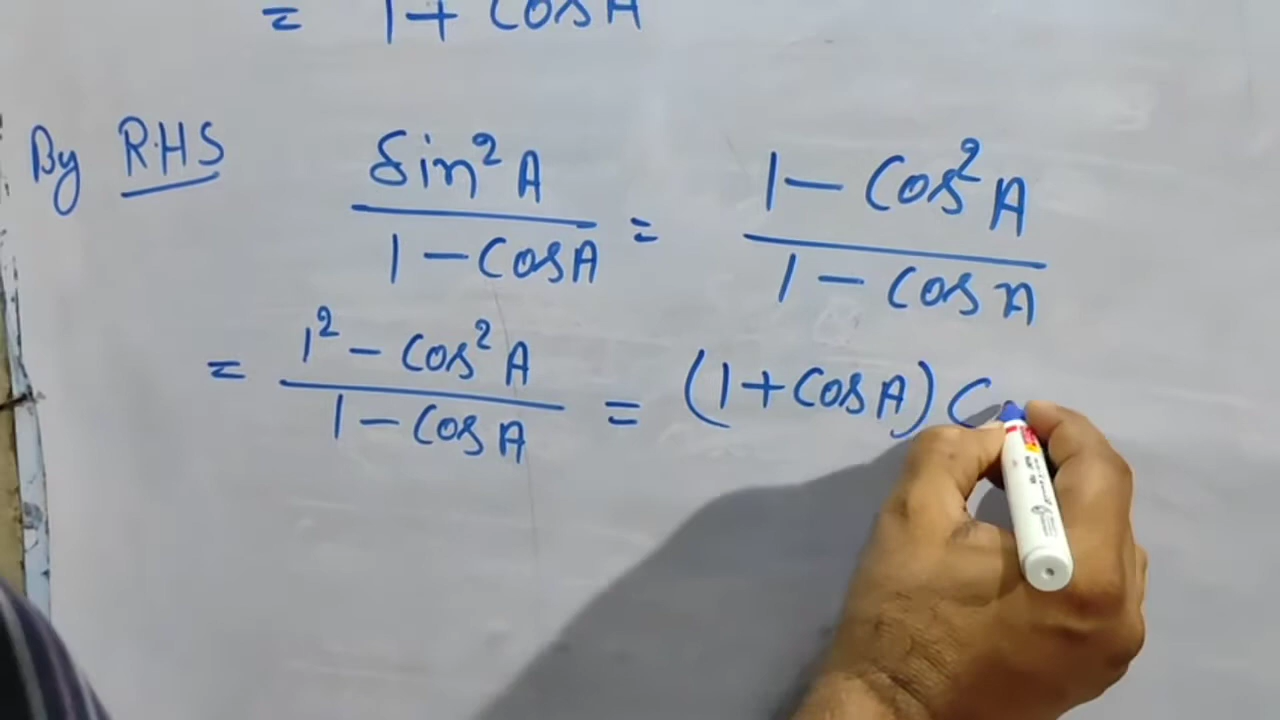 = 1 + Cos A
By RHS sin² A / 1 - Cos A = 1 - Cos² A / 1 - Cos A
= 1² - Cos² A / 1 - Cos A = (1 + Cos A) (